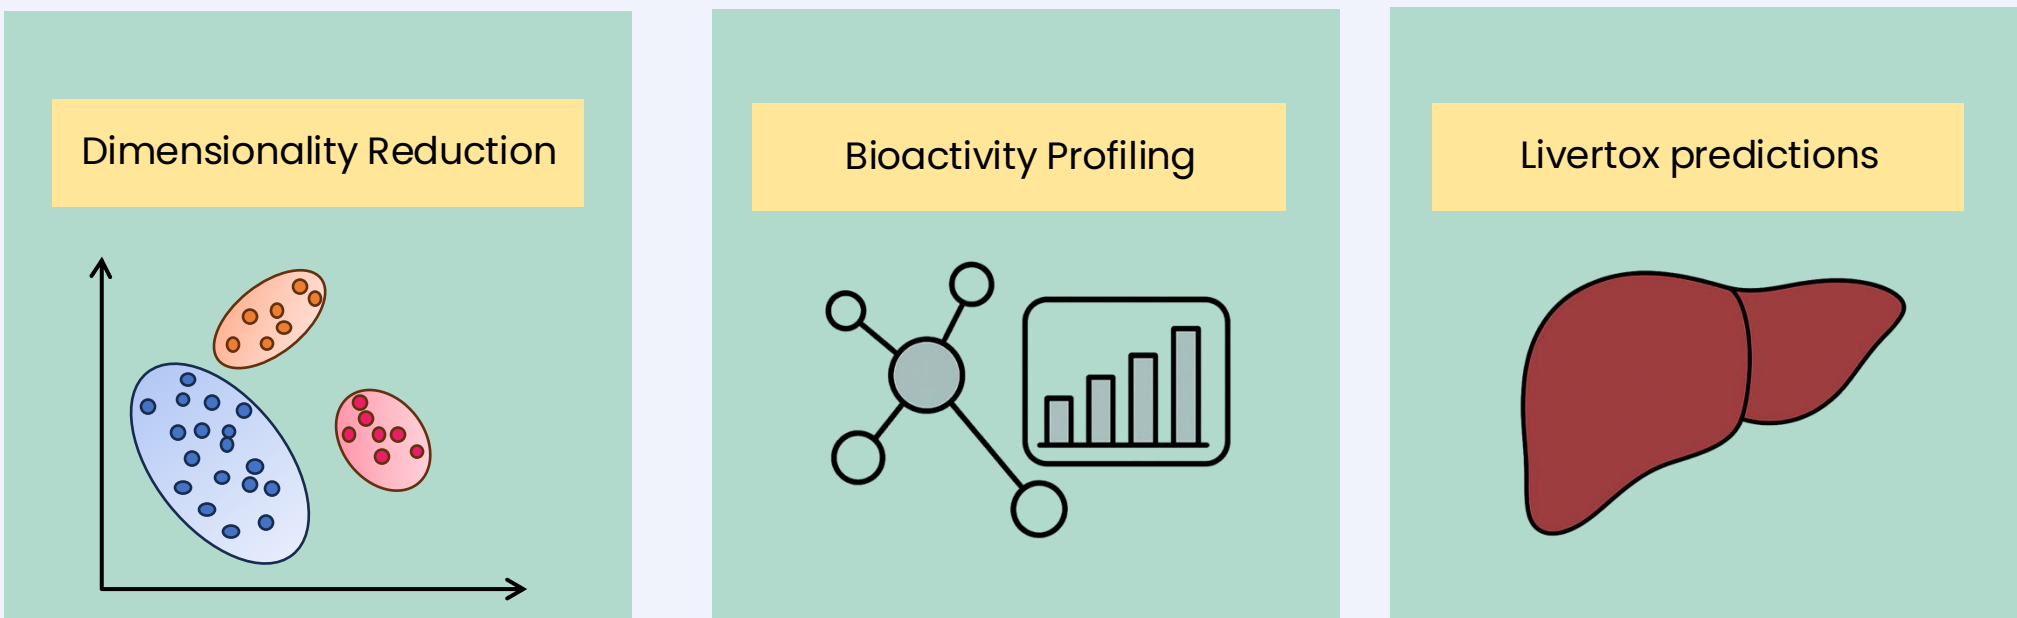 Dimensionality Reduction
Bioactivity Profiling
Livertox predictions